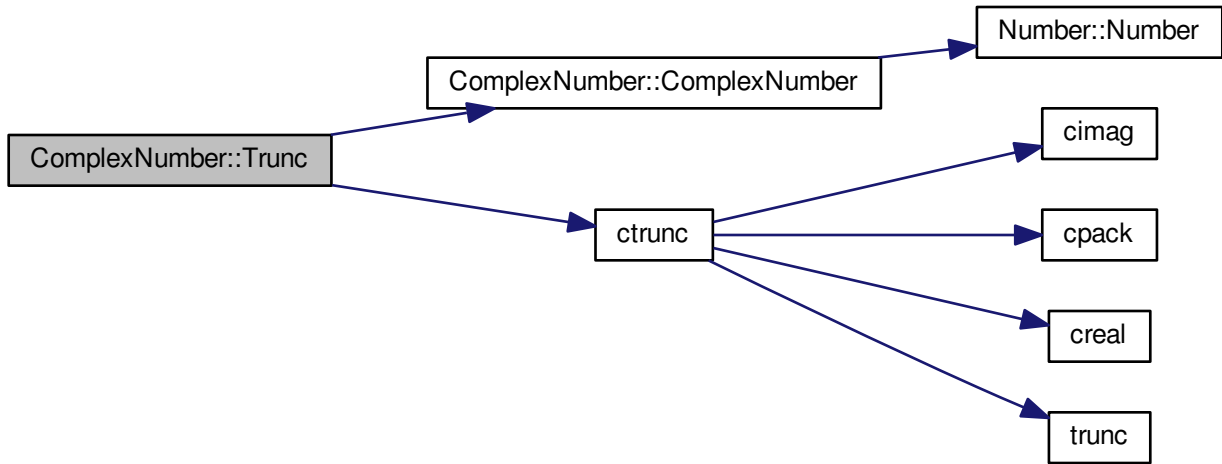 Number::Number
ComplexNumber::ComplexNumber
ComplexNumber::Trunc
cimag
ctrunc
cpack
creal
trunc